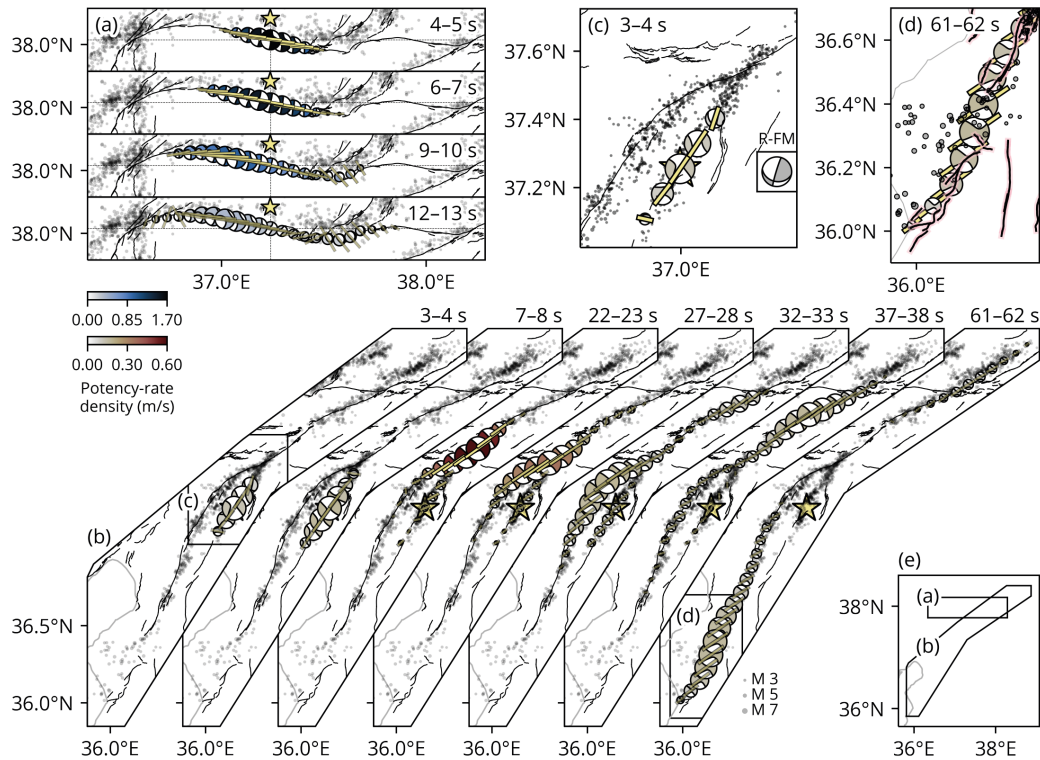 (a)
4–5 s
38.0°N
6–7 s
38.0°N
9–10 s
38.0°N
12–13 s
38.0°N
37.0°E
38.0°E
(c)
3–4 s
37.6°N
37.4°N
37.2°N
37.0°E
R-FM
(d)
61–62 s
36.6°N
36.4°N
36.2°N
36.0°N
36.0°E
0.00 0.85 1.70
0.00 0.30 0.60
Potency-rate
density (m/s)
3–4 s
7–8 s
22–23 s
27–28 s
32–33 s
37–38 s
61–62 s
(b)
(c)
(d)
36.5°N
36.0°N
36.0°E
36.0°E
36.0°E
36.0°E
36.0°E
36.0°E
36.0°E
M 3
M 5
M 7
(e)
(a)
(b)
38°N
36°N
36°E
38°E